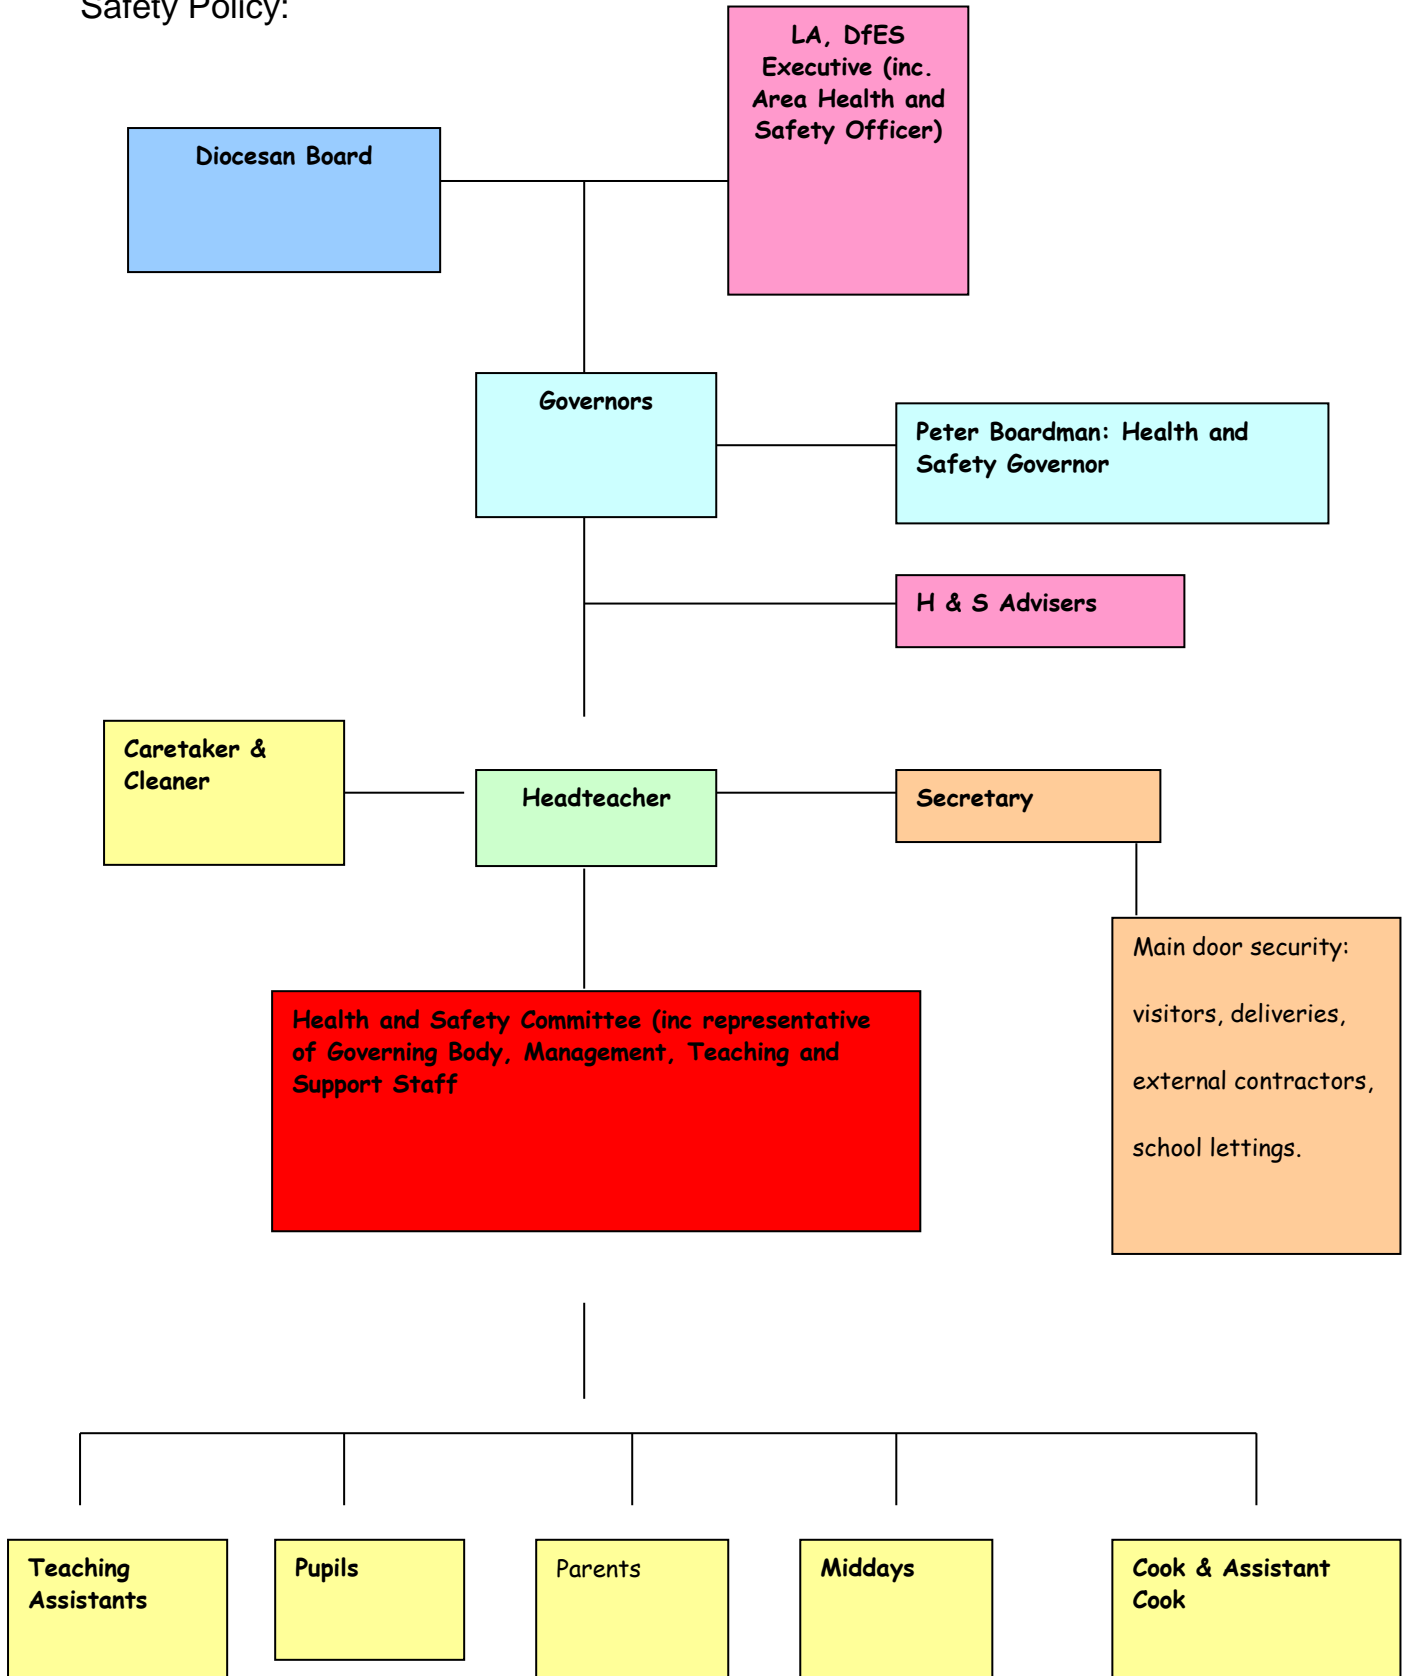 Safety Policy:
LA, DfES
Executive (inc.
Area Health and
Safety Officer)
Diocesan Board
Governors
Peter Boardman: Health and
Safety Governor
H & S Advisers
Caretaker &
Cleaner
Headteacher
Secretary
Main door security:
visitors, deliveries,
external contractors,
school lettings.
Health and Safety Committee (inc representative
of Governing Body, Management, Teaching and
Support Staff
Teaching
Assistants
Pupils
Parents
Middays
Cook & Assistant
Cook